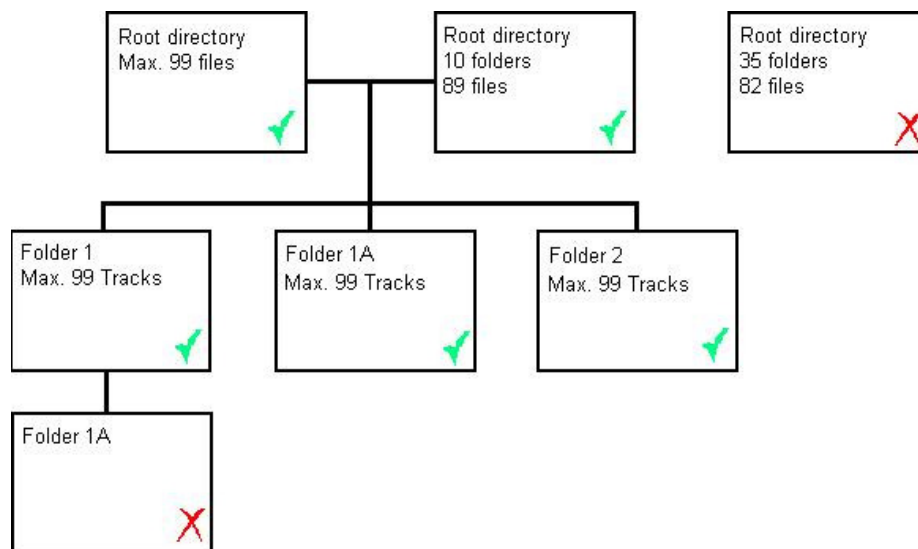 Root directory
Max. 99 files
Root directory
10 folders
89 files
Root directory
35 folders
82 files
Folder 1
Max. 99 Tracks
Folder 1A
Max. 99 Tracks
Folder 2
Max. 99 Tracks
Folder 1A